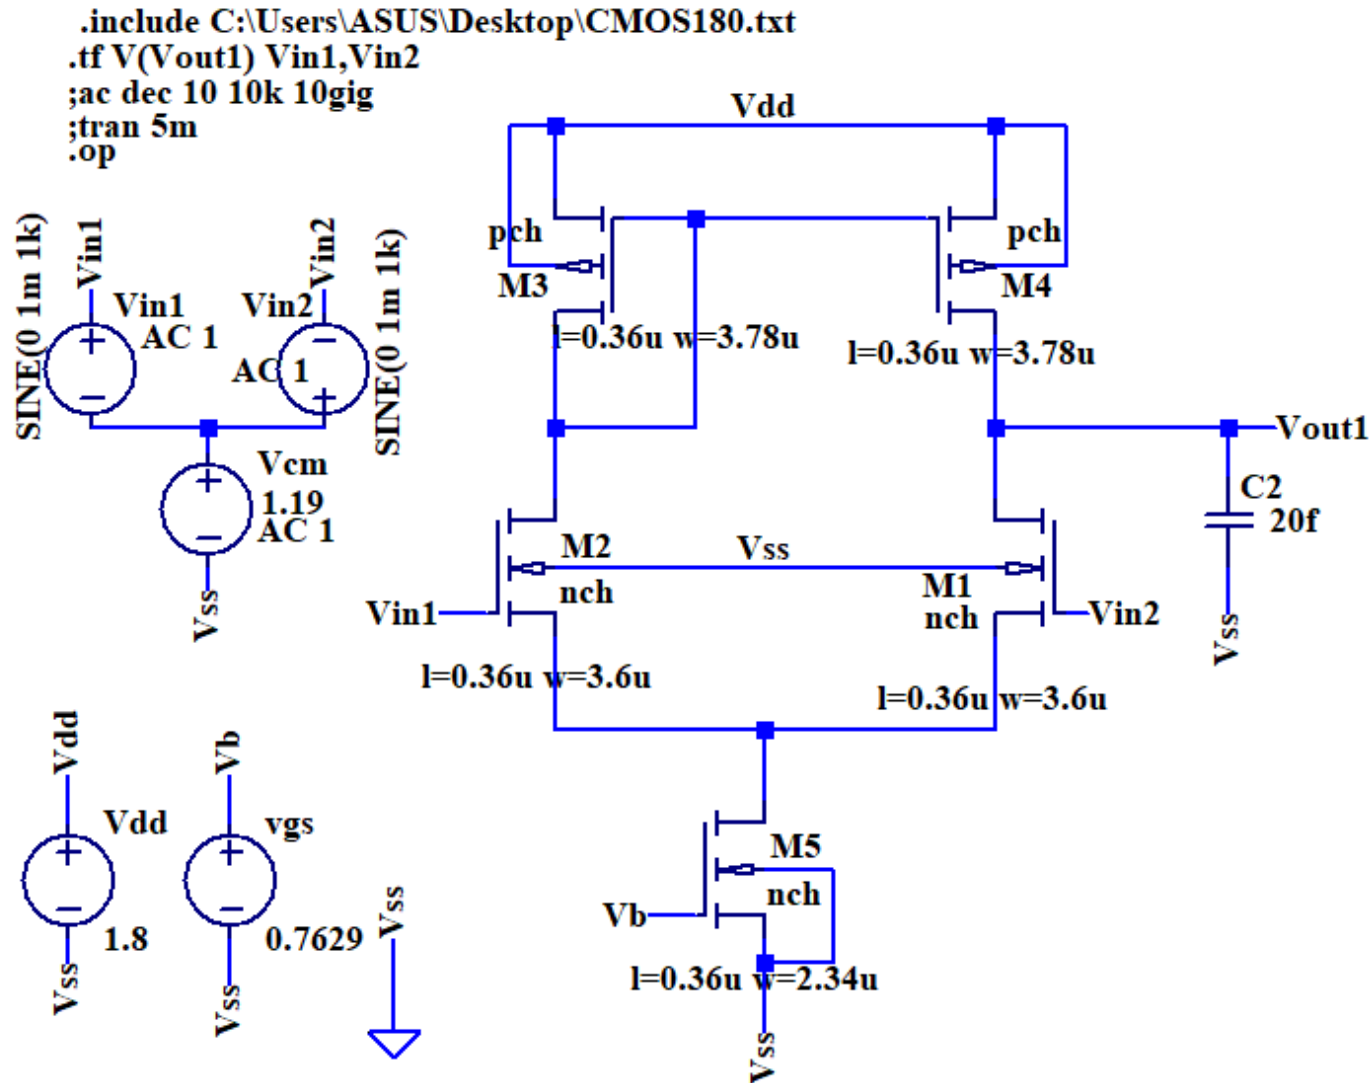 .include C:\Users\ASUS\Desktop\CMOS180.txt
.tf V(Vout1) Vin1,Vin2
;ac dec 10 10k 10gig
;tran 5m
.op
Vdd
pch
M3
l=0.36u w=3.78u
pch
M4
l=0.36u w=3.78u
SINE(0 1m 1k)
Vin1
Vin1
AC 1
Vin2
Vin2
AC 1
SINE(0 1m 1k)
Vcm
1.19
AC 1
Vss
Vout1
C2
20f
Vss
M2
nch
Vin1
l=0.36u w=3.6u
Vss
M1
nch
Vin2
l=0.36u w=3.6u
Vdd
Vdd
1.8
Vss
Vb
vgs
0.7629
Vss
Vss
M5
nch
Vb
l=0.36u w=2.34u
Vss